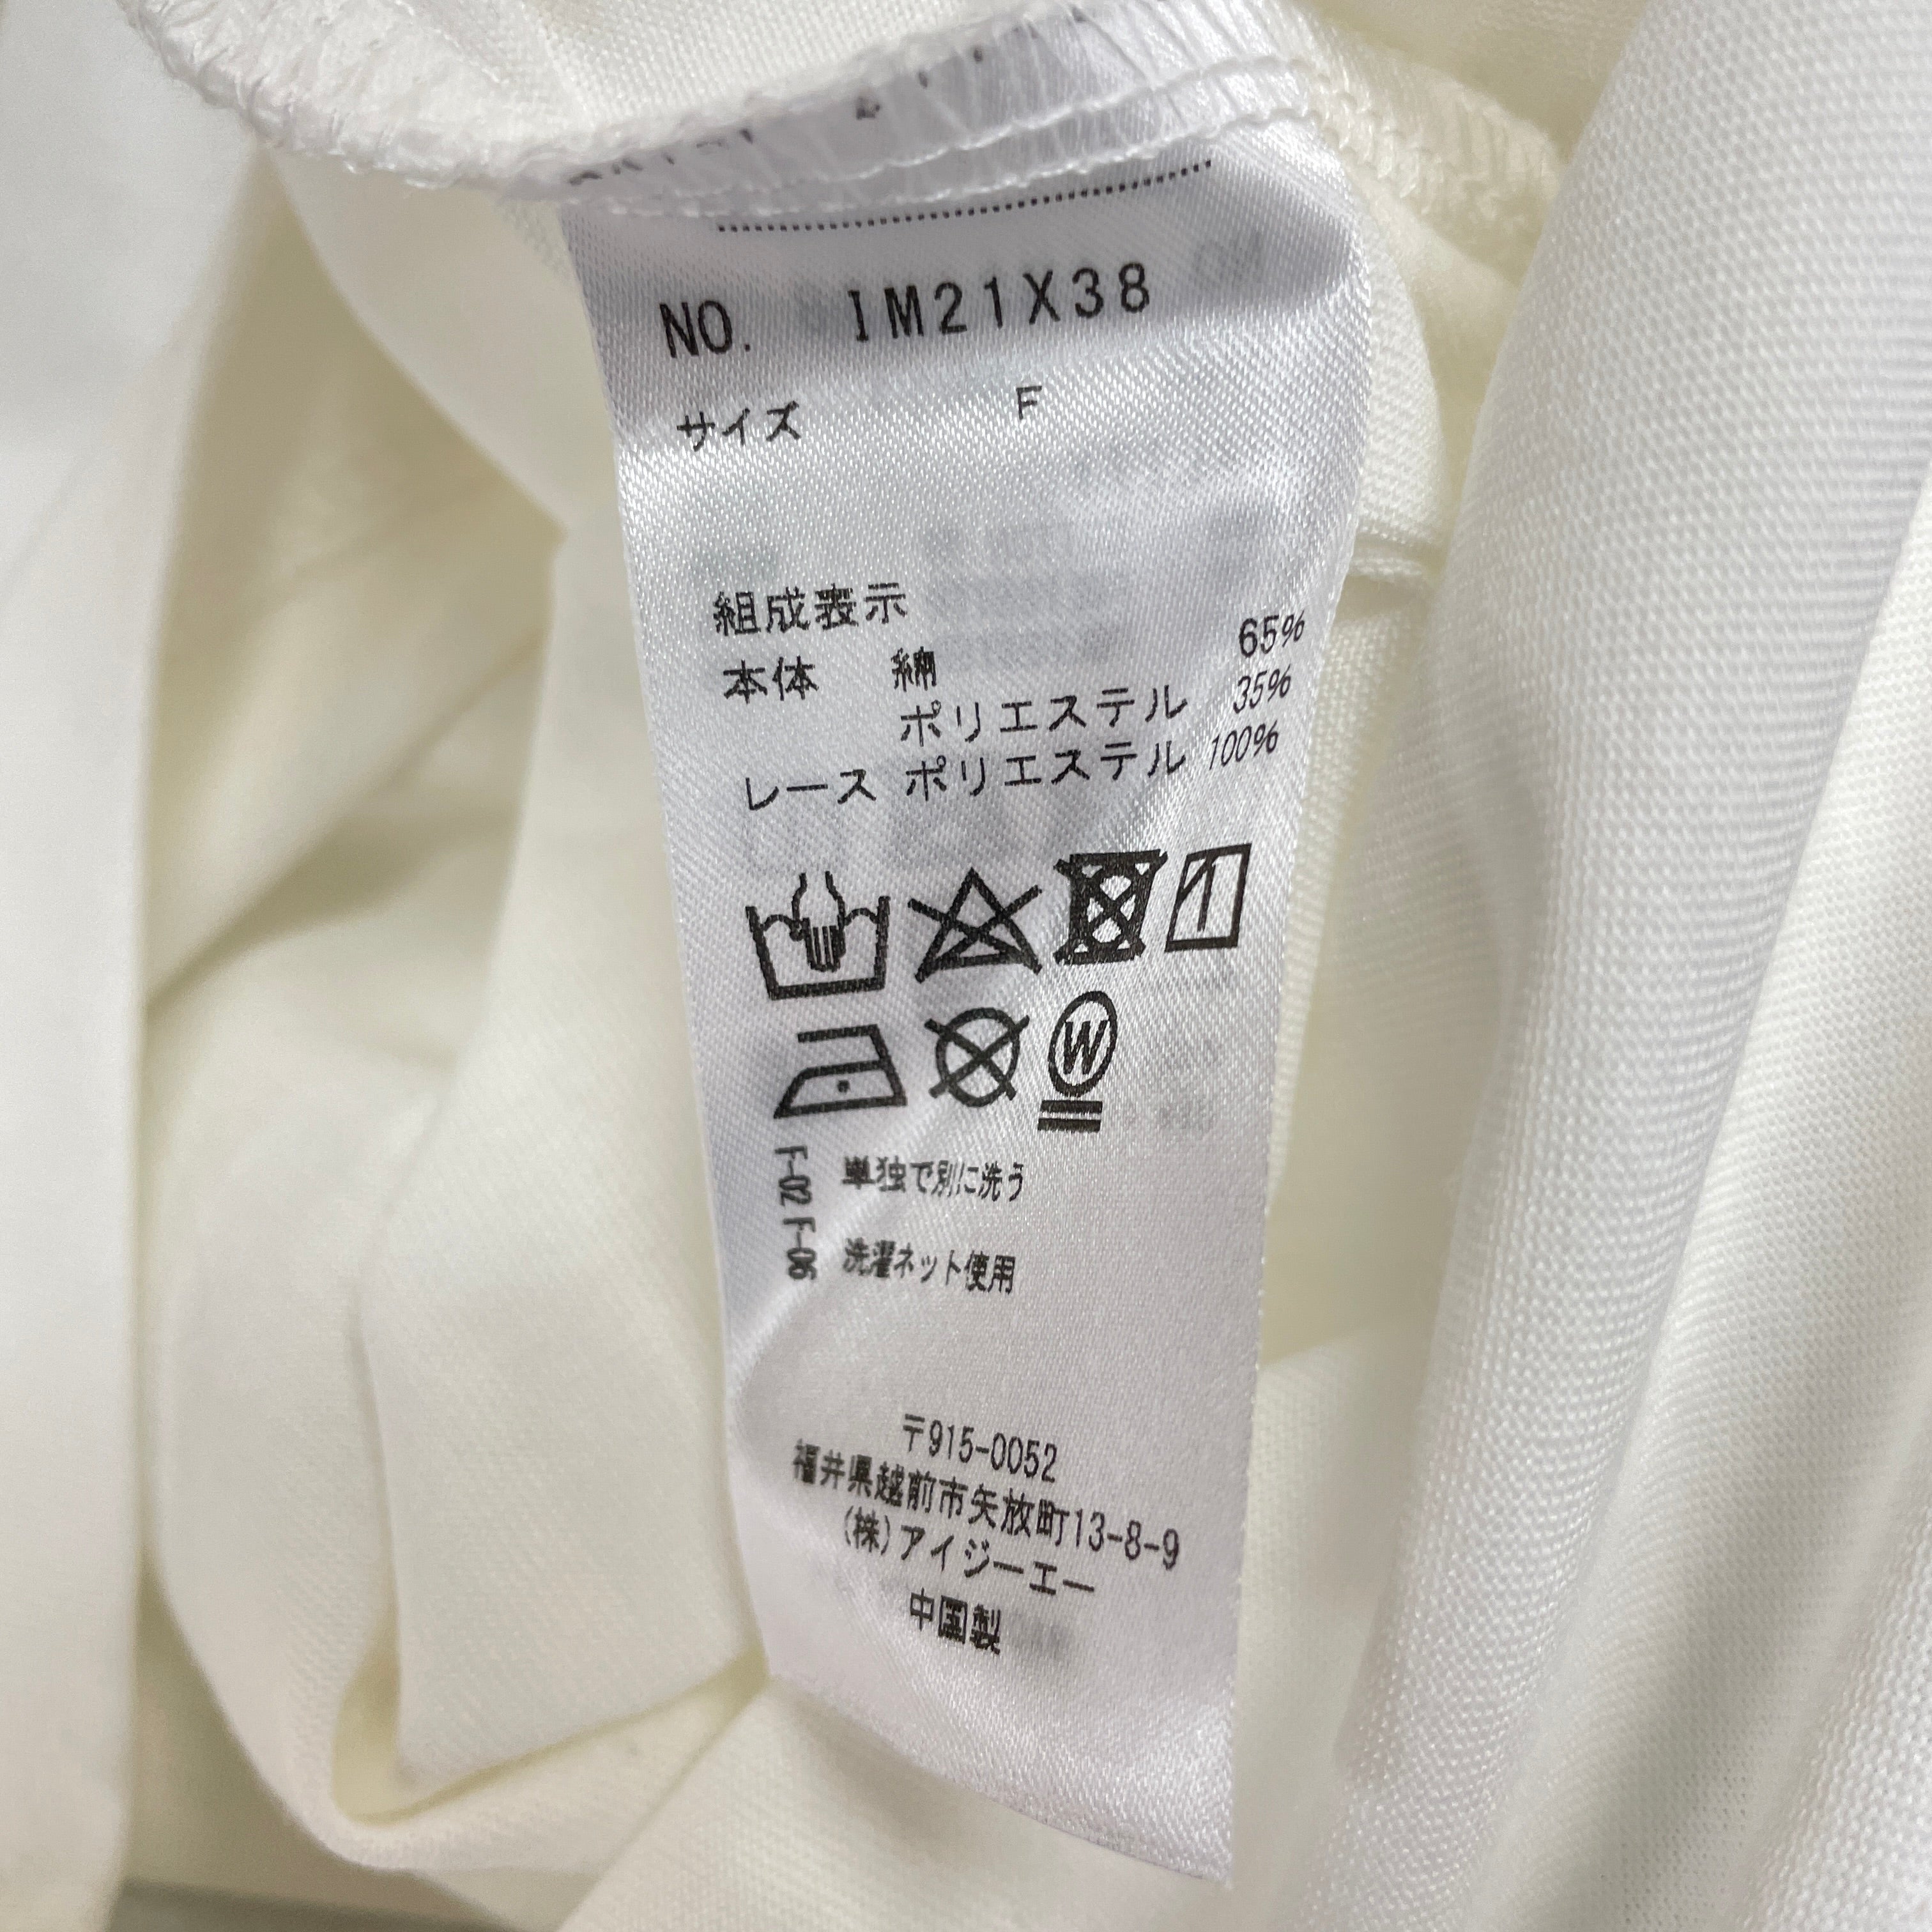 NO. IM21X38
サイズ F
組成表示
本体 綿 65%
ポリエステル 35%
レース ポリエステル 100%
W
F-02 単独で別に洗う
F-06 洗濯ネット使用
〒915-0052
福井県越前市矢放町13-8-9
(株)アイジーエー
中国製